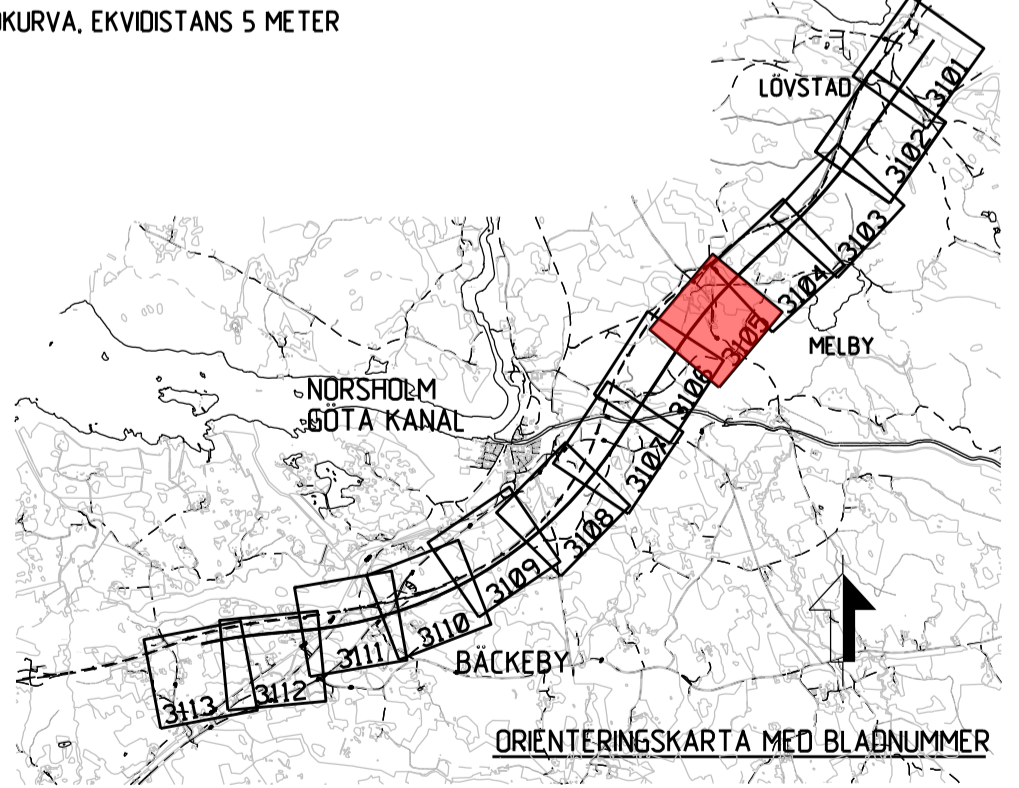 KURVA, EKVIDISTANS 5 METER
LÖVSTAD
3101
3102
3103
3104
3105
MELBY
3106
NORSHOLM
GÖTA KANAL
3107
3108
3109
3110
3111
BÄCKEBY
3112
3113
ORIENTERINGSKARTA MED BLADNUMMER